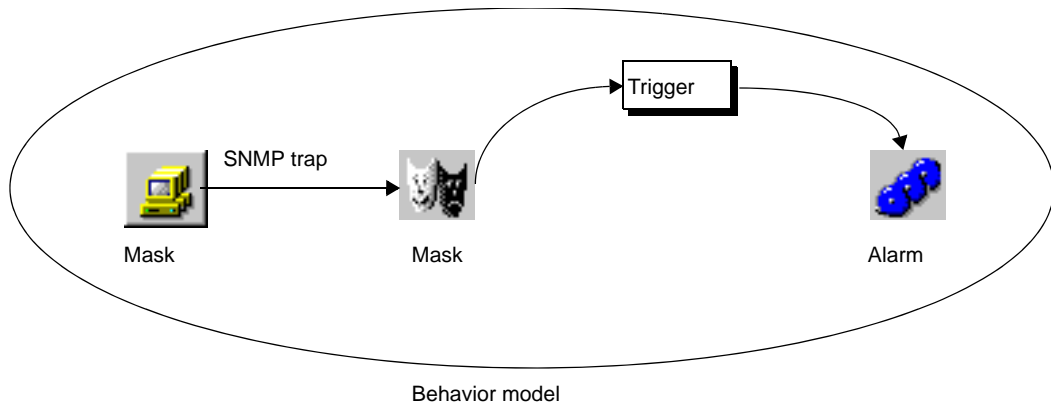 Trigger
SNMP trap
Mask
Mask
Alarm
Behavior model